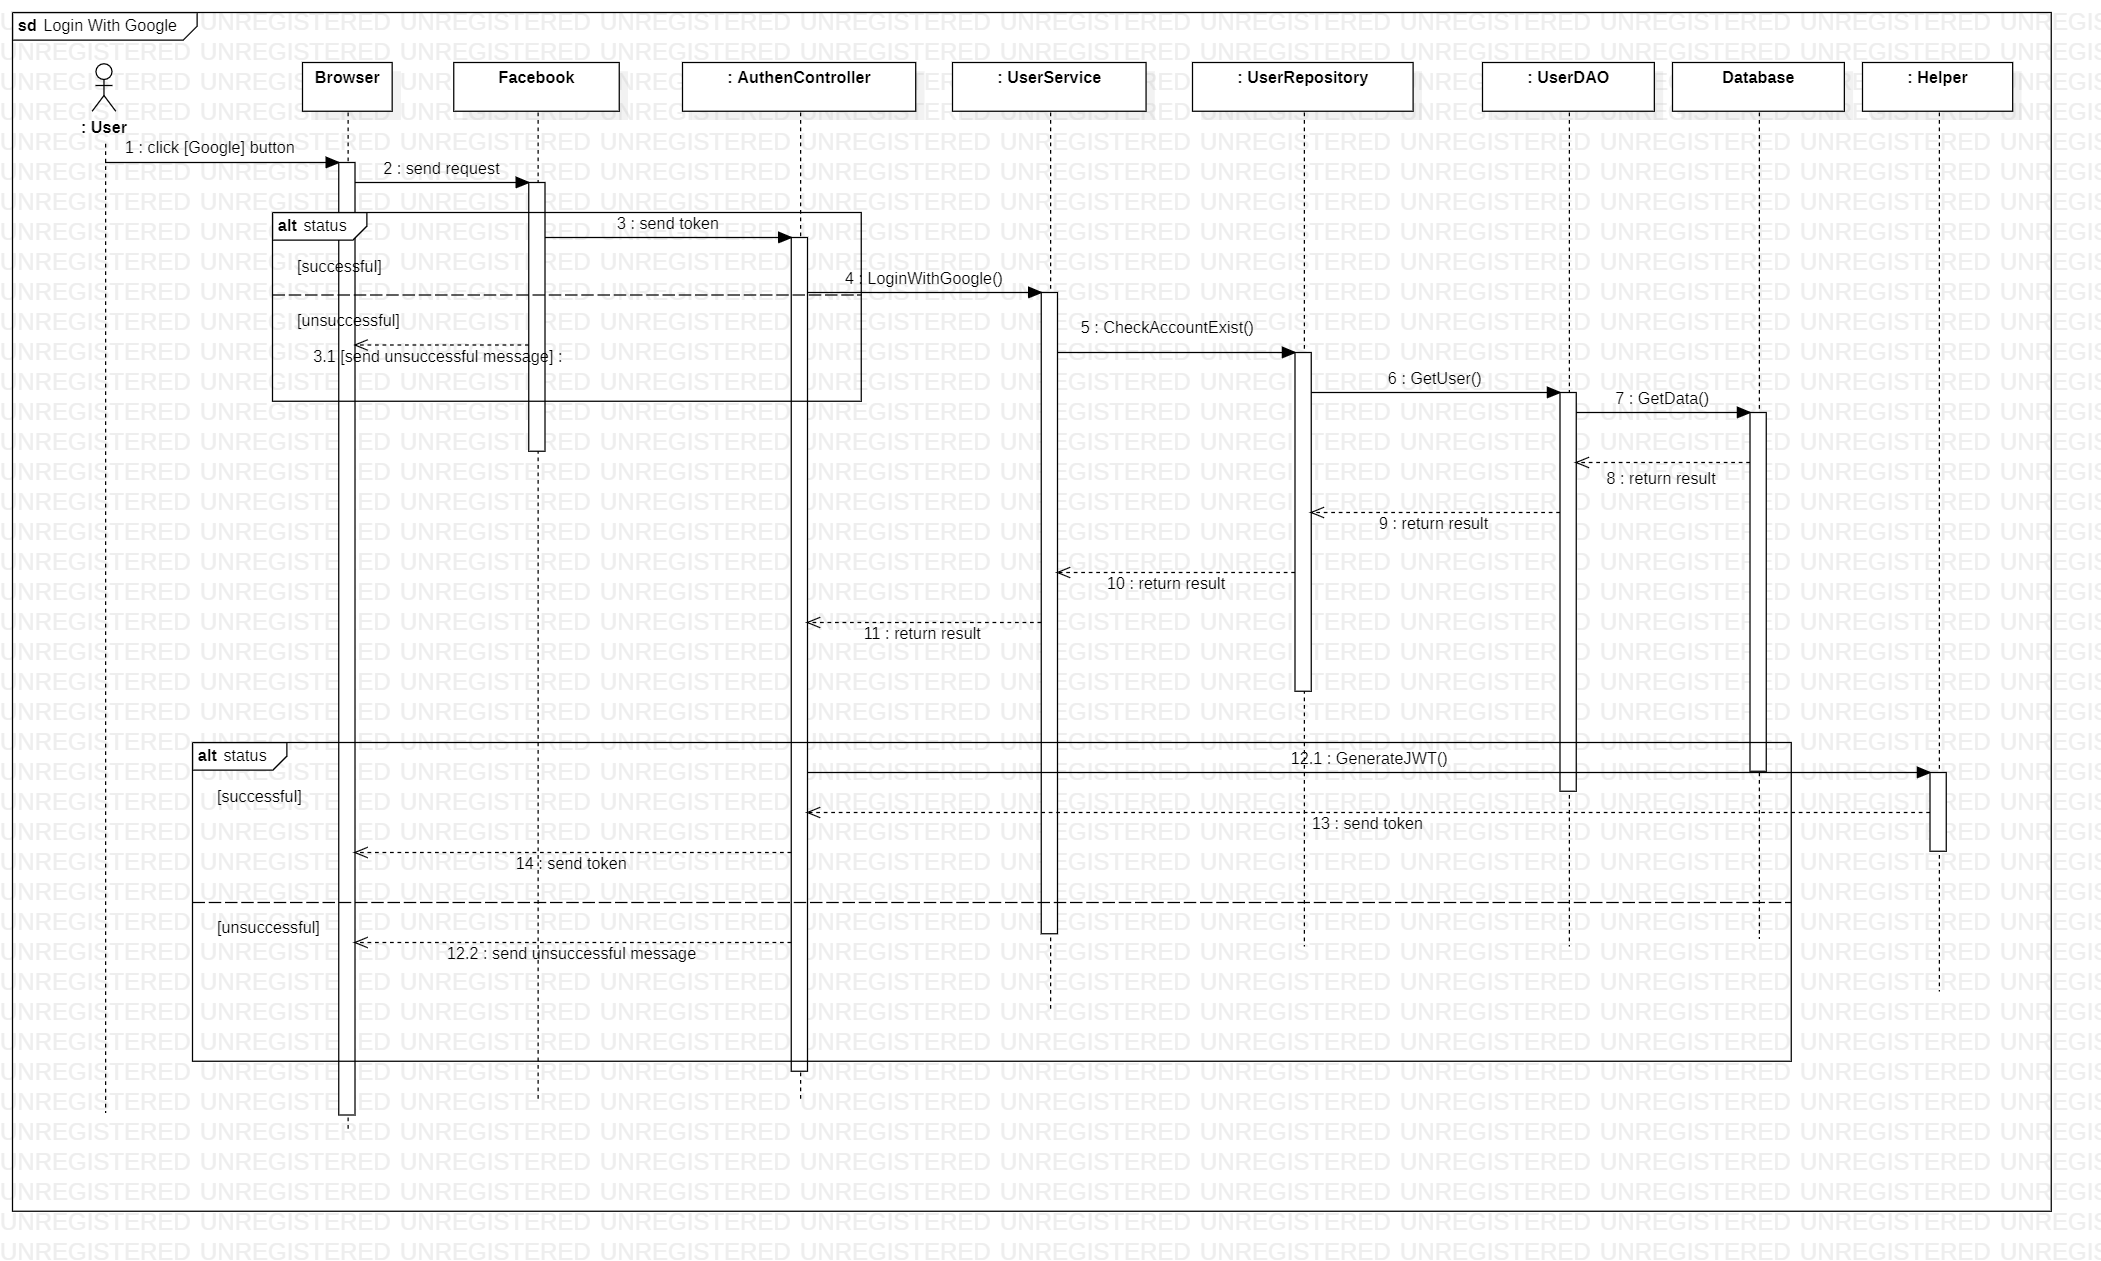 sd Login With Google
: User
Browser
Facebook
: AuthenController
: UserService
: UserRepository
: UserDAO
Database
: Helper
1 : click [Google] button
2 : send request
alt status
3 : send token
[successful]
4 : LoginWithGoogle()
[unsuccessful]
5 : CheckAccountExist()
3.1 [send unsuccessful message] :
6 : GetUser()
7 : GetData()
8 : return result
9 : return result
10 : return result
11 : return result
alt status
12.1 : GenerateJWT()
[successful]
13 : send token
14 : send token
[unsuccessful]
12.2 : send unsuccessful message
UNREGISTERED